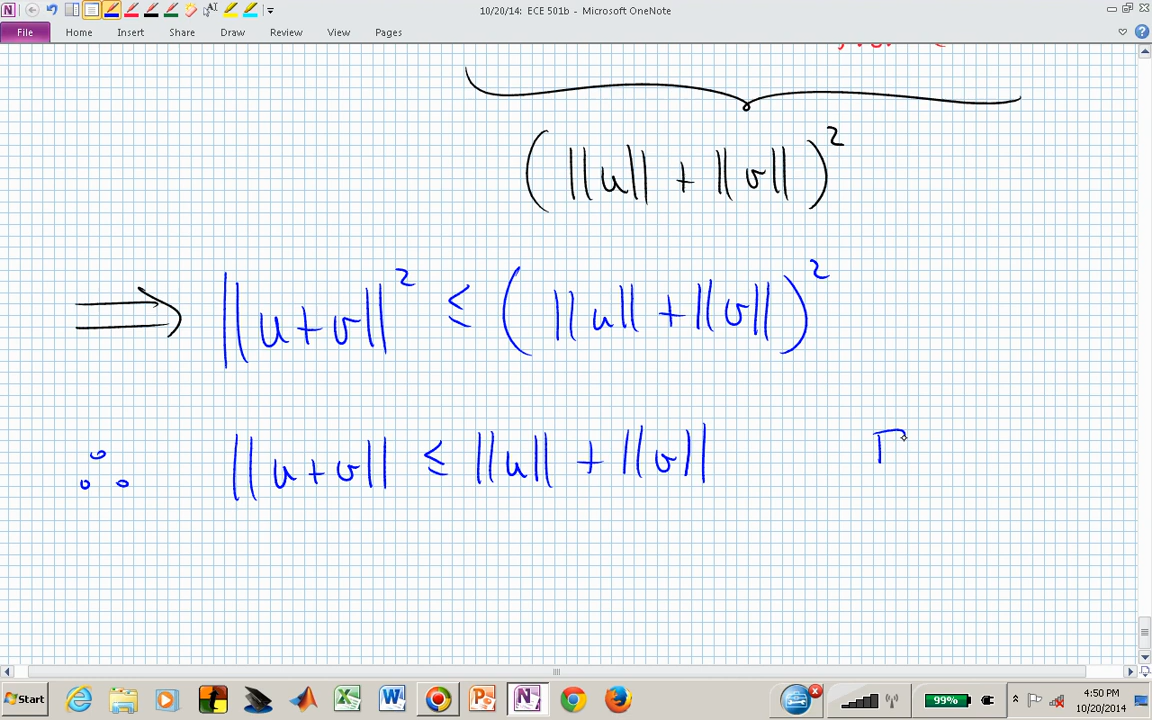 10/20/14: ECE 501b - Microsoft OneNote
File Home Insert Share Draw Review View Pages
(||u|| + ||v||)²
⟹ ||u+v||² ≤ (||u|| + ||v||)²
∴ ||u+v|| ≤ ||u|| + ||v||
Start
99%
4:50 PM
10/20/2014